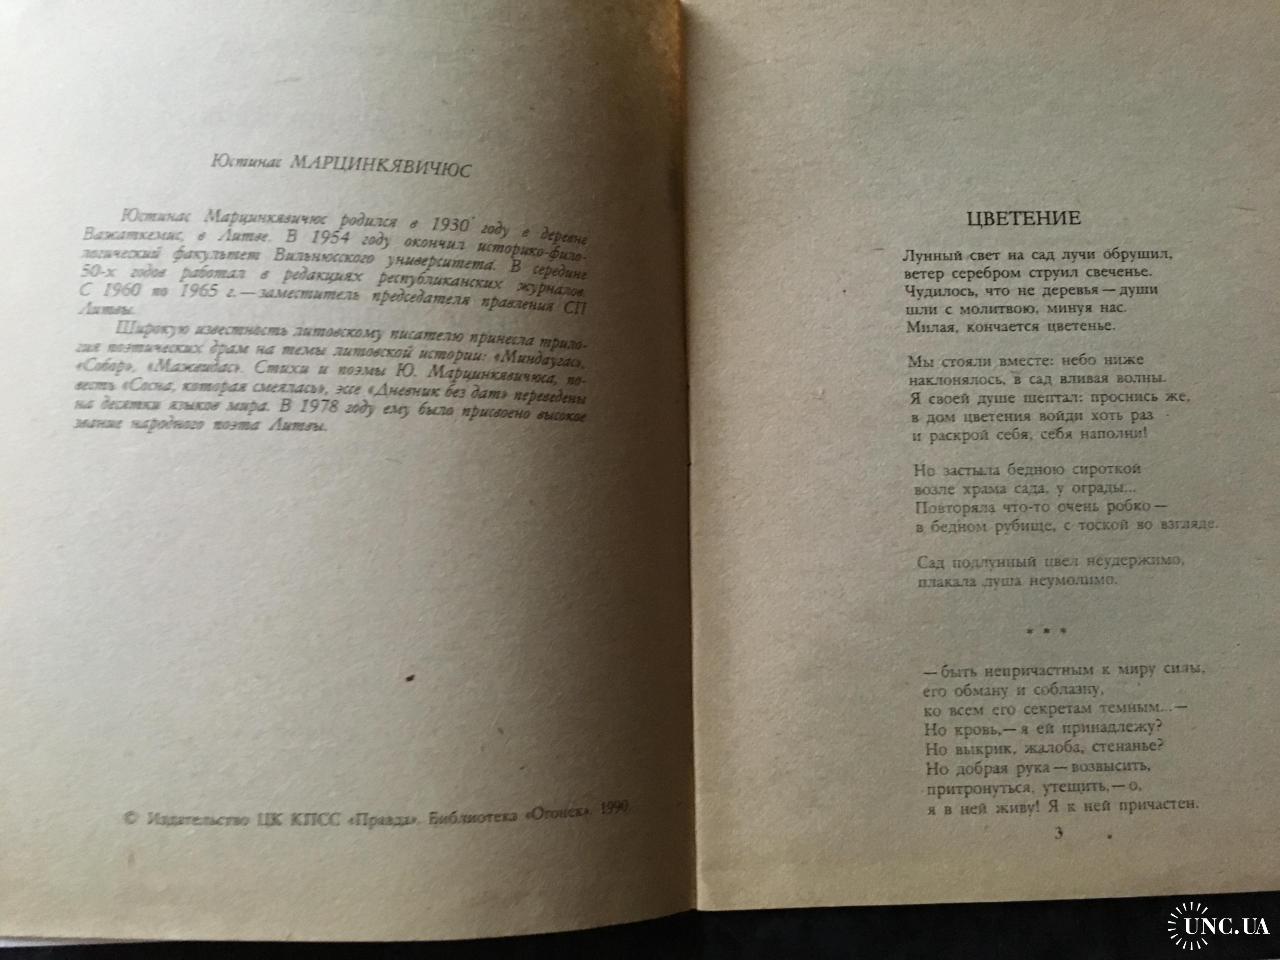 Юстинас МАРЦИНКЯВИЧЮС
Юстинас Марцинкявичюс родился в 1930 году в деревне
Важаткемис, в Литве. В 1954 году окончил историко-фило-
логический факультет Вильнюсского университета. В середине
50-х годов работал в редакциях республиканских журналов.
С 1960 по 1965 г. — заместитель председателя правления СП
Литвы.
Широкую известность литовскому писателю принесла трило-
гия поэтических драм на темы литовской истории: «Миндаугас»,
«Собор», «Мажвидас». Стихи и поэмы Ю. Марцинкявичюса, по-
весть «Сосна, которая смеялась», эссе «Дневник без дат» переведены
на десятки языков мира. В 1978 году ему было присвоено высокое
звание народного поэта Литвы.
© Издательство ЦК КПСС «Правда». Библиотека «Огонек». 1990
ЦВЕТЕНИЕ
Лунный свет на сад лучи обрушил,
ветер серебром струил свеченье.
Чудилось, что не деревья — души
шли с молитвою, минуя нас.
Милая, кончается цветенье.
Мы стояли вместе: небо ниже
наклонялось, в сад вливая волны.
Я своей душе шептал: проснись же,
в дом цветения войди хоть раз
и раскрой себя, себя наполни!
Но застыла бедною сироткой
возле храма сада, у ограды...
Повторяла что-то очень робко —
в бедном рубище, с тоской во взгляде.
Сад подлунный цвел неудержимо,
плакала душа неумолимо.
* * *
— быть непричастным к миру силы,
его обману и соблазну,
ко всем его секретам темным...—
Но кровь,— я ей принадлежу?
Но выкрик, жалоба, стенанье?
Но добрая рука — возвысить,
притронуться, утешить,— о,
я в ней живу! Я к ней причастен.
3
UNC.UA